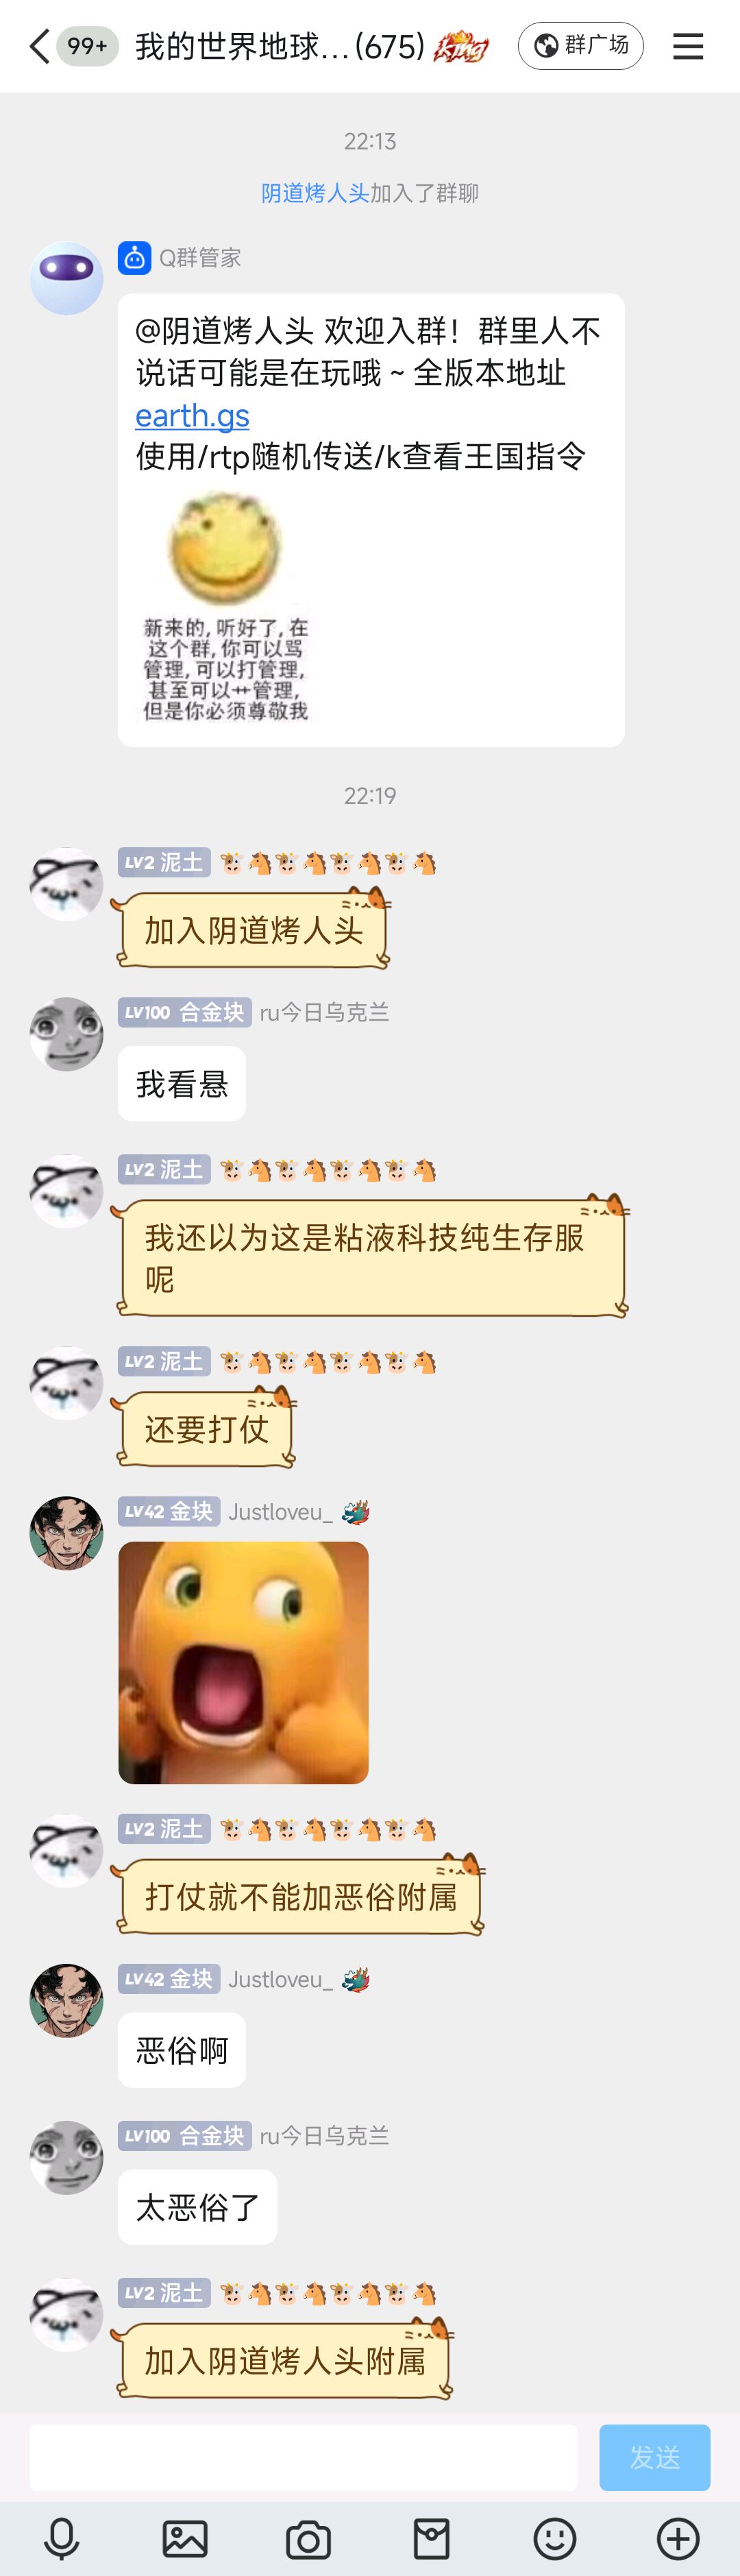 99+ 我的世界地球...(675) king 群广场
22:13
阴道烤人头加入了群聊
Q群管家
@阴道烤人头 欢迎入群！群里人不
说话可能是在玩哦 ~ 全版本地址
earth.gs
使用/rtp随机传送/k查看王国指令
新来的, 听好了, 在
这个群, 你可以骂
管理, 可以打管理,
甚至可以艹管理,
但是你必须尊敬我
22:19
LV2 泥土 🐮🐴🐮🐴🐮🐴🐮🐴
加入阴道烤人头
LV100 合金块 ru今日乌克兰
我看悬
LV2 泥土 🐮🐴🐮🐴🐮🐴🐮🐴
我还以为这是粘液科技纯生存服
呢
LV2 泥土 🐮🐴🐮🐴🐮🐴🐮🐴
还要打仗
LV42 金块 Justloveu_ 🐲
LV2 泥土 🐮🐴🐮🐴🐮🐴🐮🐴
打仗就不能加恶俗附属
LV42 金块 Justloveu_ 🐲
恶俗啊
LV100 合金块 ru今日乌克兰
太恶俗了
LV2 泥土 🐮🐴🐮🐴🐮🐴🐮🐴
加入阴道烤人头附属
发送